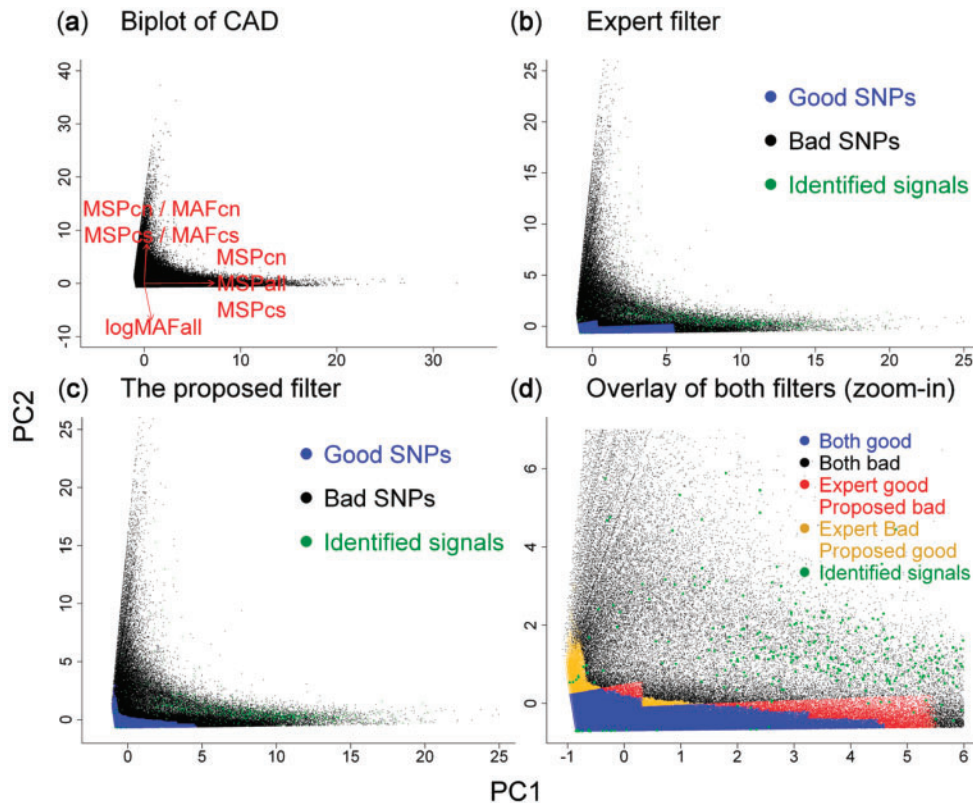 (a) Biplot of CAD
40
30
20
10
0
-10
0 10 20 30
MSPcn / MAFcn
MSPcs / MAFcs
MSPcn
MSPall
MSPcs
logMAFall
(b) Expert filter
25
20
15
10
5
0
0 5 10 15 20 25
Good SNPs
Bad SNPs
Identified signals
PC2
(c) The proposed filter
25
20
15
10
5
0
0 5 10 15 20 25
Good SNPs
Bad SNPs
Identified signals
(d) Overlay of both filters (zoom-in)
6
4
2
0
-1 0 1 2 3 4 5 6
Both good
Both bad
Expert good
Proposed bad
Expert Bad
Proposed good
Identified signals
PC1